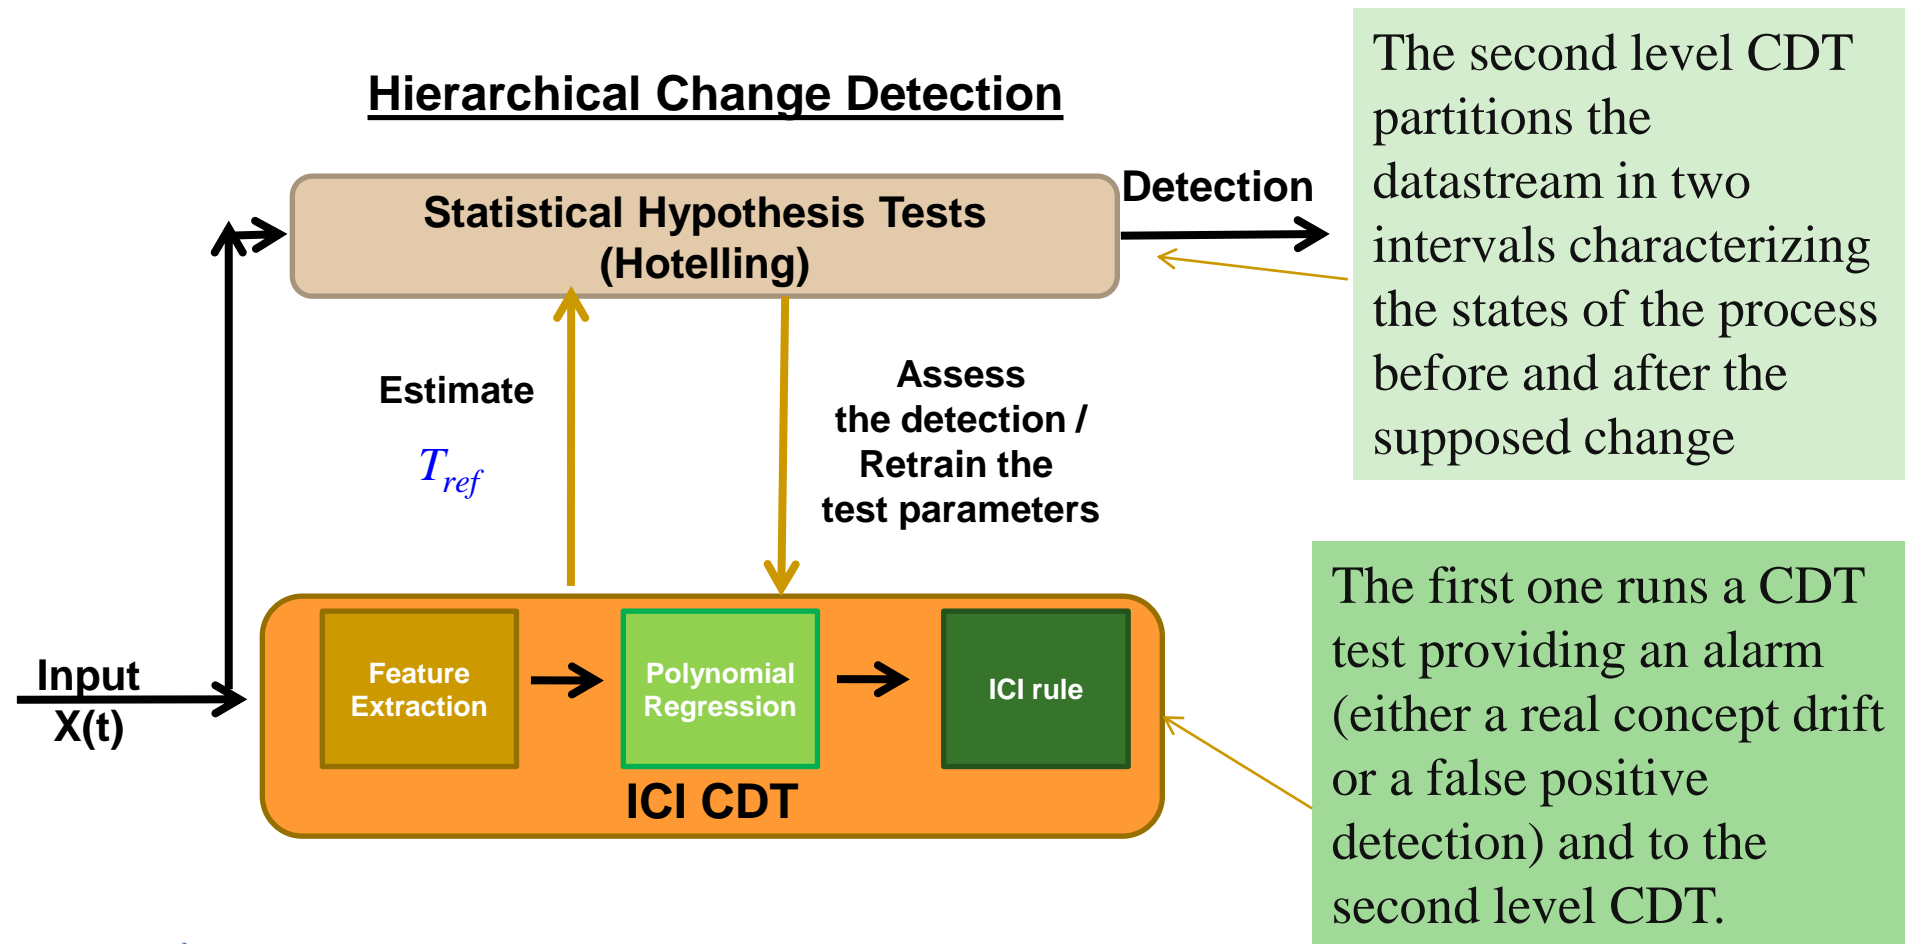 Hierarchical Change Detection
Statistical Hypothesis Tests
(Hotelling)
Detection
Estimate
T_ref
Assess
the detection /
Retrain the
test parameters
Input
X(t)
Feature
Extraction
Polynomial
Regression
ICI rule
ICI CDT
The second level CDT
partitions the
datastream in two
intervals characterizing
the states of the process
before and after the
supposed change
The first one runs a CDT
test providing an alarm
(either a real concept drift
or a false positive
detection) and to the
second level CDT.